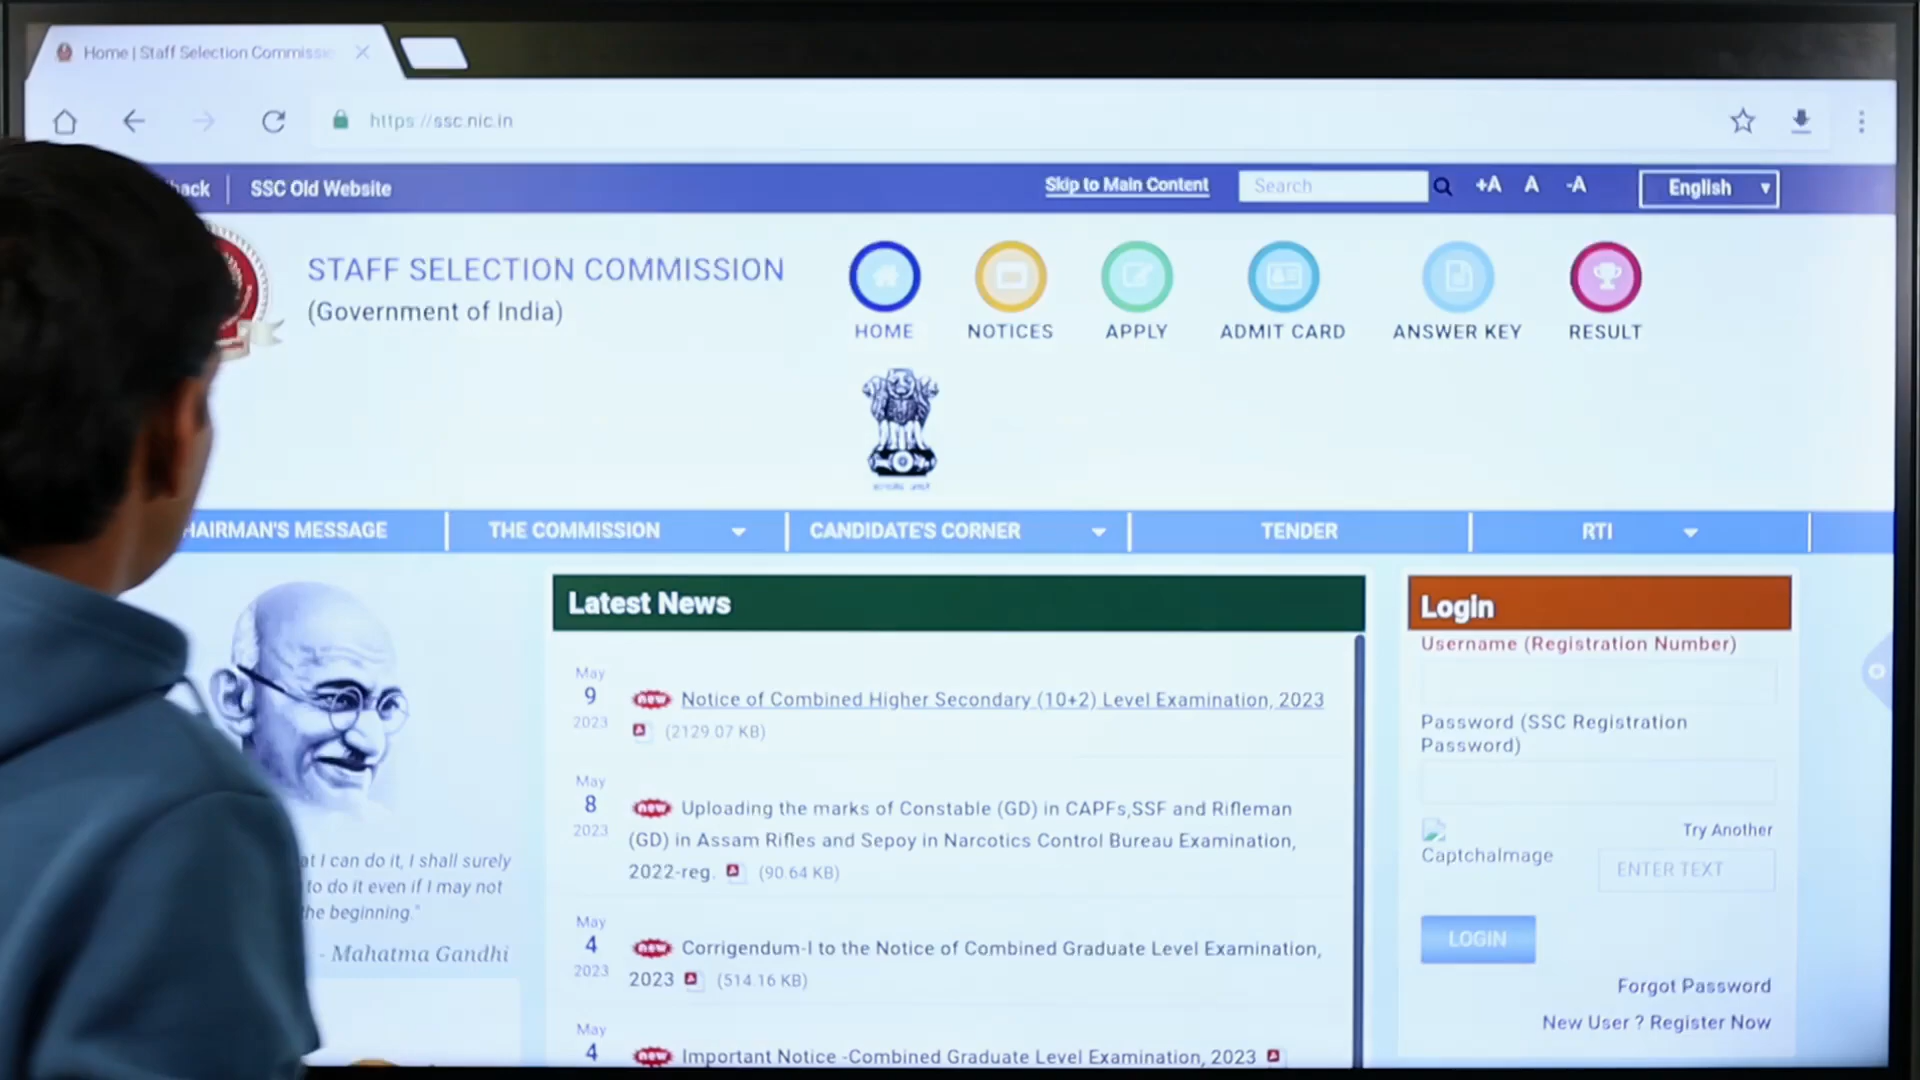 Home | Staff Selection Commissio
https://ssc.nic.in
back
SSC Old Website
Skip to Main Content
Search
+A A -A
English
STAFF SELECTION COMMISSION
(Government of India)
HOME
NOTICES
APPLY
ADMIT CARD
ANSWER KEY
RESULT
HAIRMAN'S MESSAGE
THE COMMISSION
CANDIDATE'S CORNER
TENDER
RTI
at I can do it, I shall surely
to do it even if I may not
he beginning."
- Mahatma Gandhi
Latest News
May
9
2023
new Notice of Combined Higher Secondary (10+2) Level Examination, 2023
(2129.07 KB)
May
8
2023
new Uploading the marks of Constable (GD) in CAPFs,SSF and Rifleman
(GD) in Assam Rifles and Sepoy in Narcotics Control Bureau Examination,
2022-reg. (90.64 KB)
May
4
2023
new Corrigendum-I to the Notice of Combined Graduate Level Examination,
2023 (514.16 KB)
May
4
new Important Notice -Combined Graduate Level Examination, 2023
Login
Username (Registration Number)
Password (SSC Registration
Password)
CaptchaImage
Try Another
ENTER TEXT
LOGIN
Forgot Password
New User ? Register Now